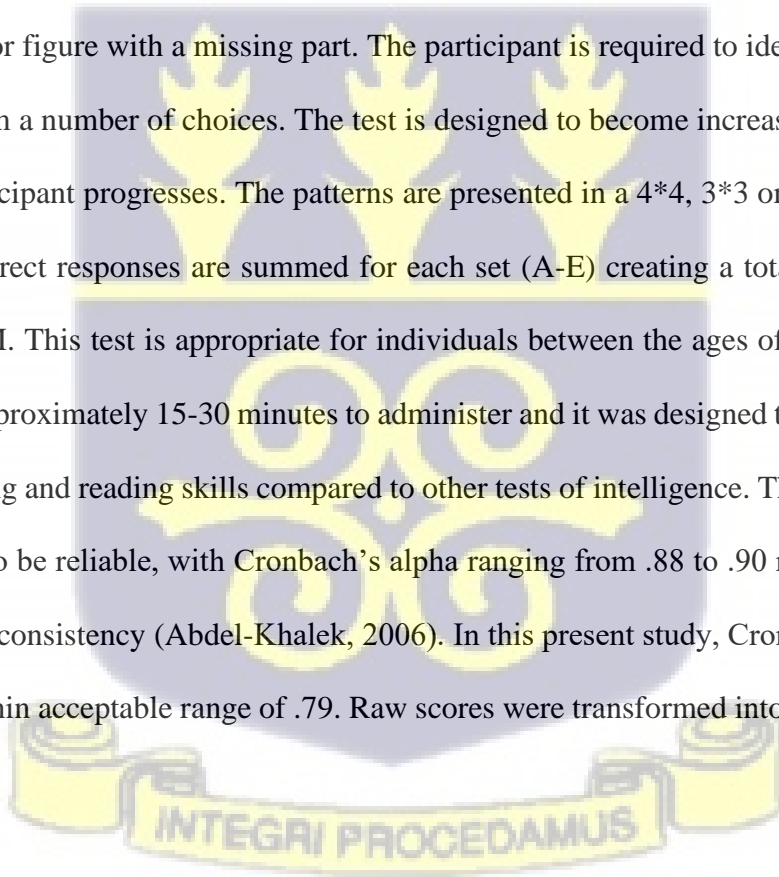 or figure with a missing part. The participant is required to ide
n a number of choices. The test is designed to become increas
icipant progresses. The patterns are presented in a 4*4, 3*3 or
rect responses are summed for each set (A-E) creating a tota
. This test is appropriate for individuals between the ages of
proximately 15-30 minutes to administer and it was designed t
g and reading skills compared to other tests of intelligence. Th
o be reliable, with Cronbach’s alpha ranging from .88 to .90 r
consistency (Abdel-Khalek, 2006). In this present study, Cron
hin acceptable range of .79. Raw scores were transformed into
INTEGRI PROCEDAMUS